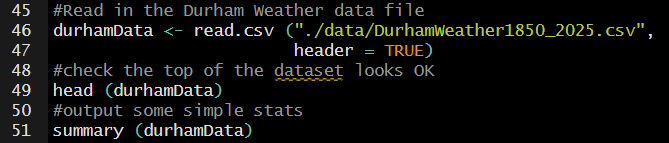 45 #Read in the Durham Weather data file
46 durhamData <- read.csv ("./data/DurhamWeather1850_2025.csv",
47 header = TRUE)
48 #check the top of the dataset looks OK
49 head (durhamData)
50 #output some simple stats
51 summary (durhamData)